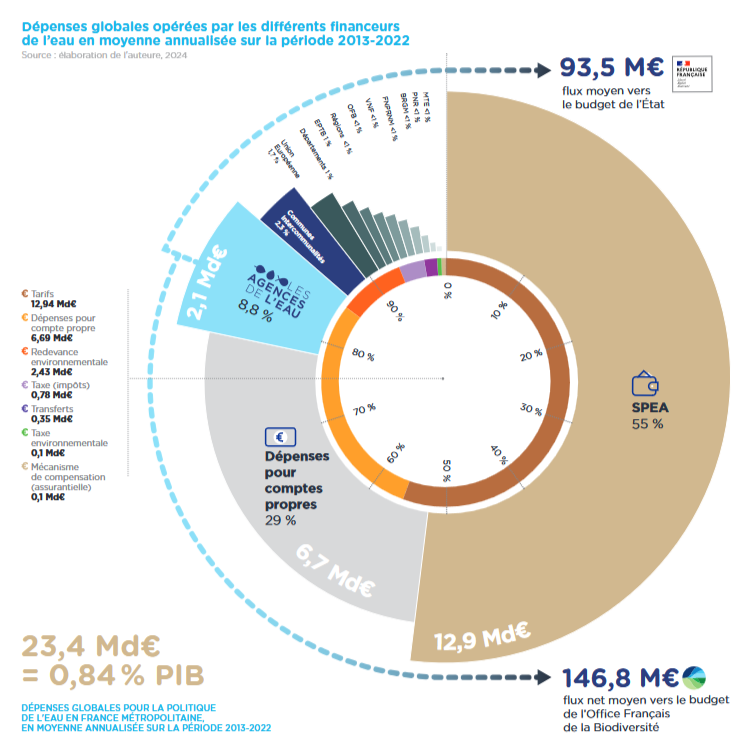 Dépenses globales opérées par les différents financeurs
de l'eau en moyenne annualisée sur la période 2013-2022
Source : élaboration de l'auteure, 2024
93,5 M€
flux moyen vers
le budget de l'État
RÉPUBLIQUE
FRANÇAISE
MTE <1 %
PNR <1 %
BRGM <1 %
FNPRNM <1 %
VNF <1 %
OFB <1 %
Régions <1 %
EPTB 1 %
Départements 1 %
Union
Européenne
1,7 %
Communes
Intercommunalités
2,3 %
2,1 Md€
LES
AGENCES
DE L'EAU
8,8 %
€ Tarifs
12,94 Md€
€ Dépenses pour
compte propre
6,69 Md€
€ Redevance
environnementale
2,43 Md€
€ Taxe (impôts)
0,78 Md€
€ Transferts
0,35 Md€
€ Taxe
environnementale
0,1 Md€
€ Mécanisme
de compensation
(assurantielle)
0,1 Md€
0 %
10 %
20 %
30 %
40 %
50 %
60 %
70 %
80 %
90 %
SPEA
55 %
€
Dépenses
pour
comptes
propres
29 %
6,7 Md€
12,9 Md€
23,4 Md€
= 0,84 % PIB
DÉPENSES GLOBALES POUR LA POLITIQUE
DE L'EAU EN FRANCE MÉTROPOLITAINE,
EN MOYENNE ANNUALISÉE SUR LA PÉRIODE 2013-2022
146,8 M€
flux net moyen vers le budget
de l'Office Français
de la Biodiversité